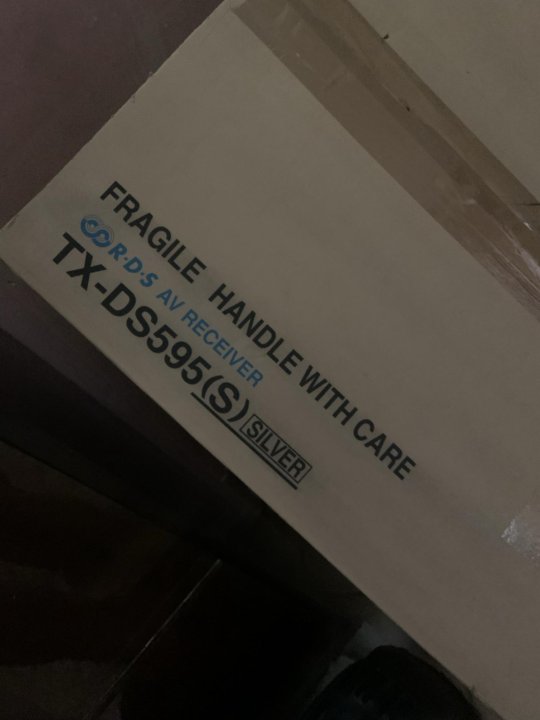 FRAGILE HANDLE WITH CARE
R·D·S AV RECEIVER
TX-DS595(S) SILVER